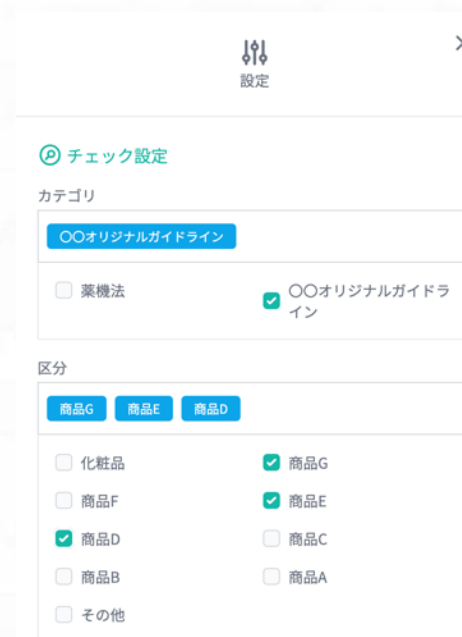 設定
チェック設定
カテゴリ
〇〇オリジナルガイドライン
薬機法
〇〇オリジナルガイドラ
イン
区分
商品G 商品E 商品D
化粧品 商品G
商品F 商品E
商品D 商品C
商品B 商品A
その他